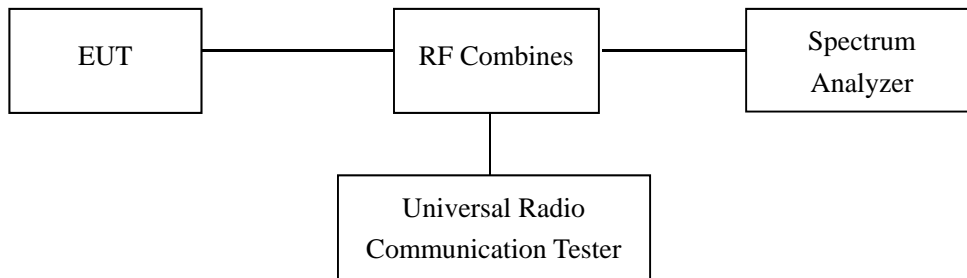 EUT
RF Combines
Spectrum
Analyzer
Universal Radio
Communication Tester